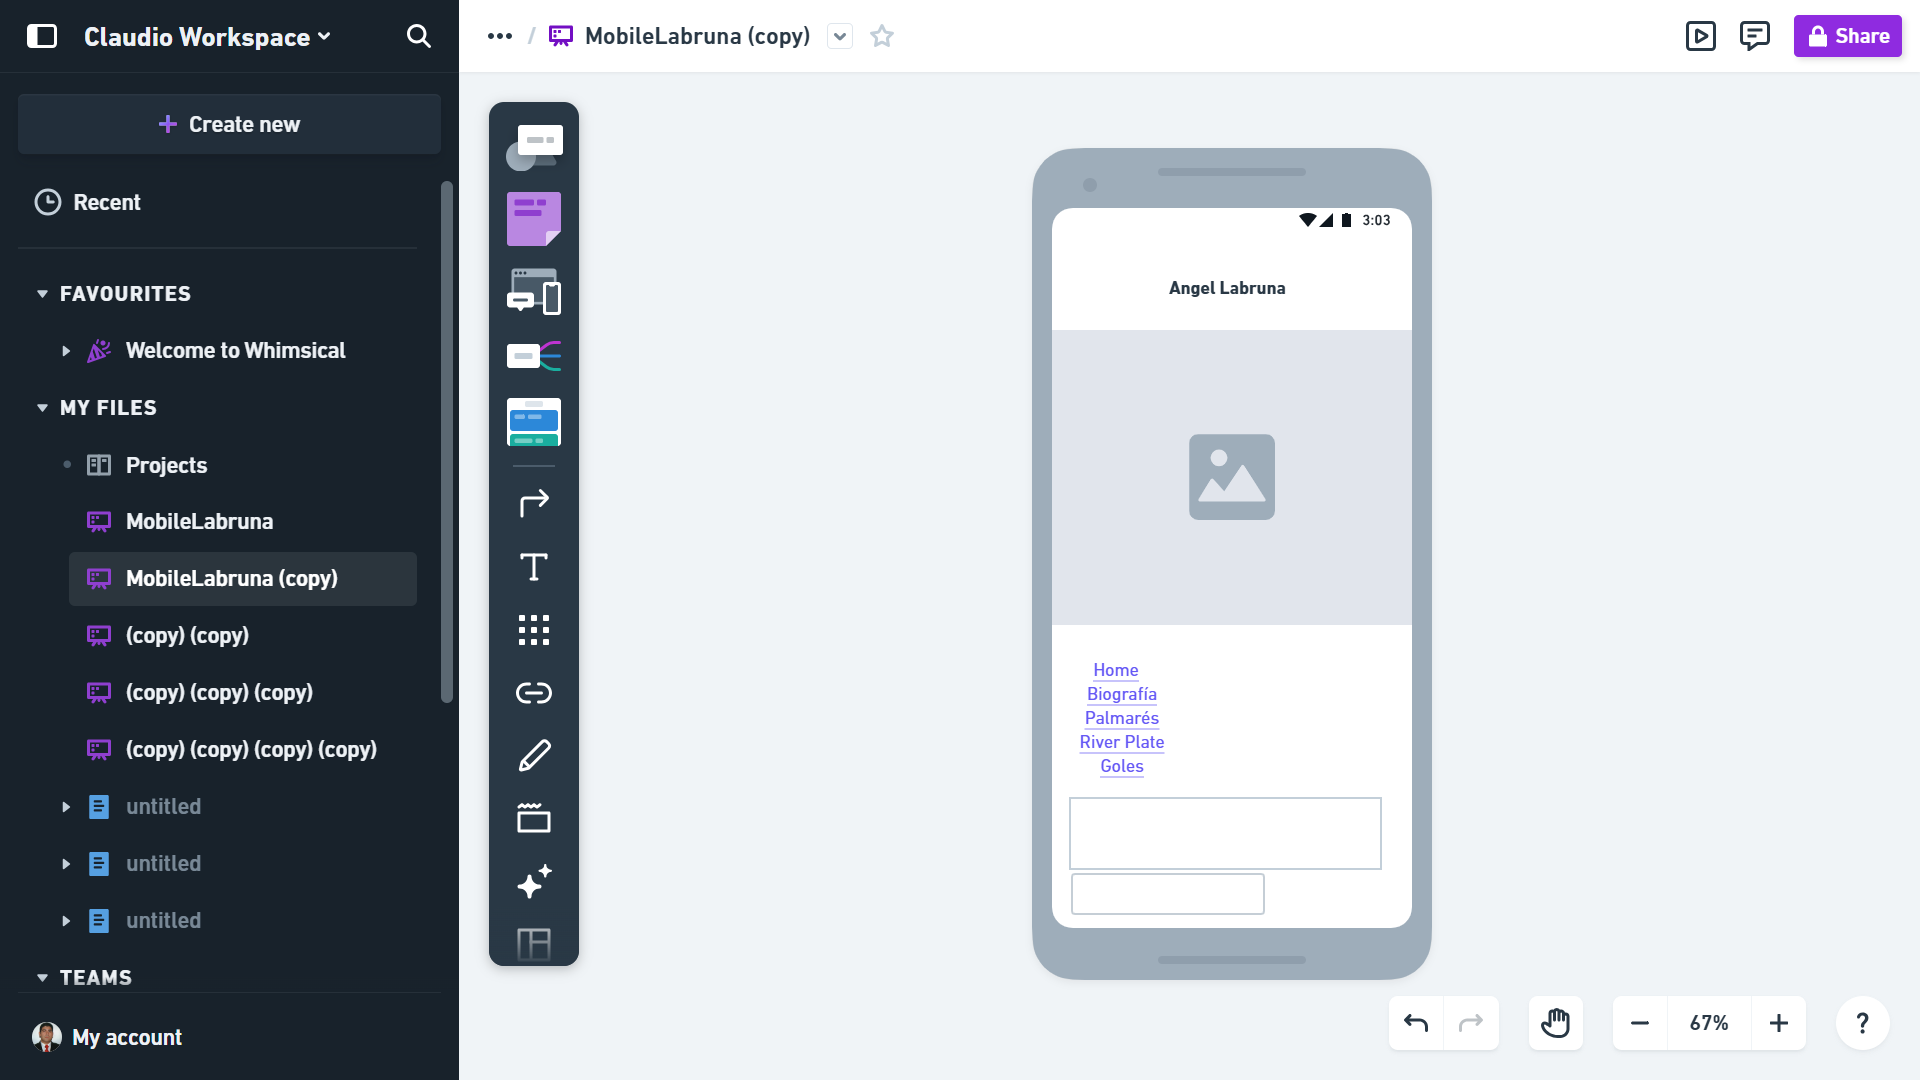 Claudio Workspace
Create new
Recent
FAVOURITES
Welcome to Whimsical
MY FILES
Projects
MobileLabruna
MobileLabruna (copy)
(copy) (copy)
(copy) (copy) (copy)
(copy) (copy) (copy) (copy)
untitled
untitled
untitled
TEAMS
My account
••• / MobileLabruna (copy)
Share
3:03
Angel Labruna
Home
Biografía
Palmarés
River Plate
Goles
67%
?